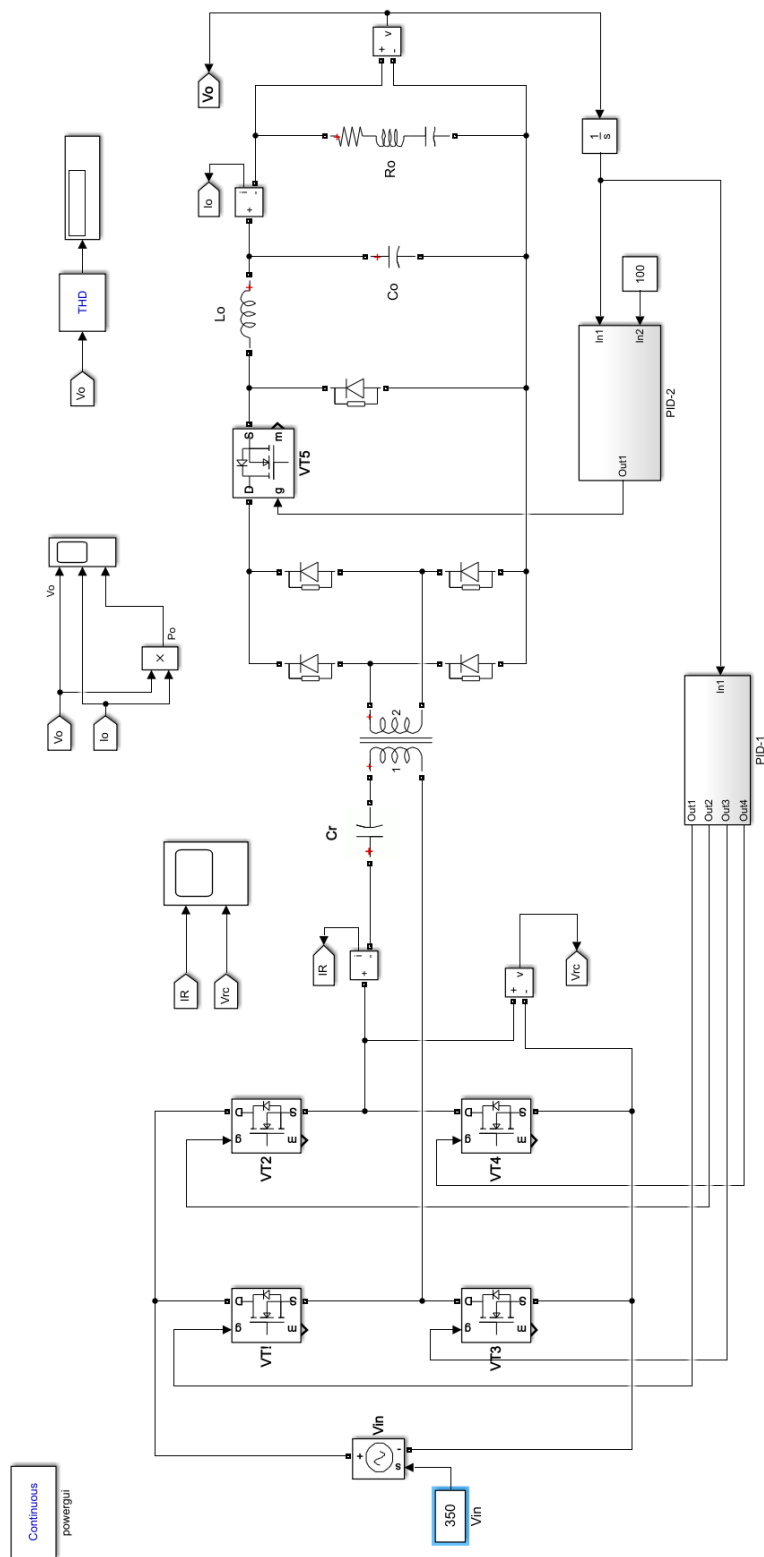 Continuous
powergui
Vo
THD
Vo
Io
×
Po
Vo
IR
Vrc
350
Vin
Vin
s
+
-
VT!
g
D
S
m
VT2
g
D
S
m
VT3
g
D
S
m
VT4
g
D
S
m
IR
+
i
-
Cr
+
+
-
v
Vrc
1
2
+
+
D
S
g
m
VT5
Lo
+
Io
+
i
-
Co
+
Ro
+
+
-
v
Vo
1
s
100
In1
In2
Out1
PID-2
In1
Out1
Out2
Out3
Out4
PID-1